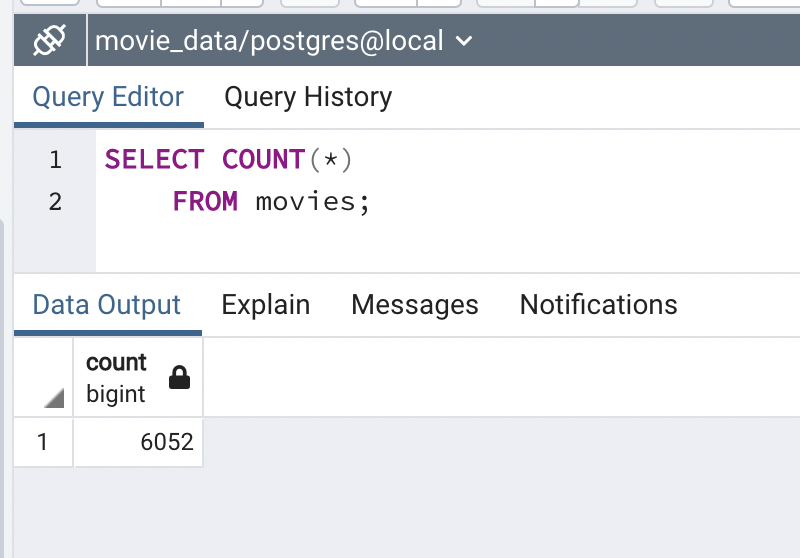 movie_data/postgres@local
Query Editor Query History
1 SELECT COUNT(*)
2 FROM movies;
Data Output Explain Messages Notifications
count
bigint
1 6052